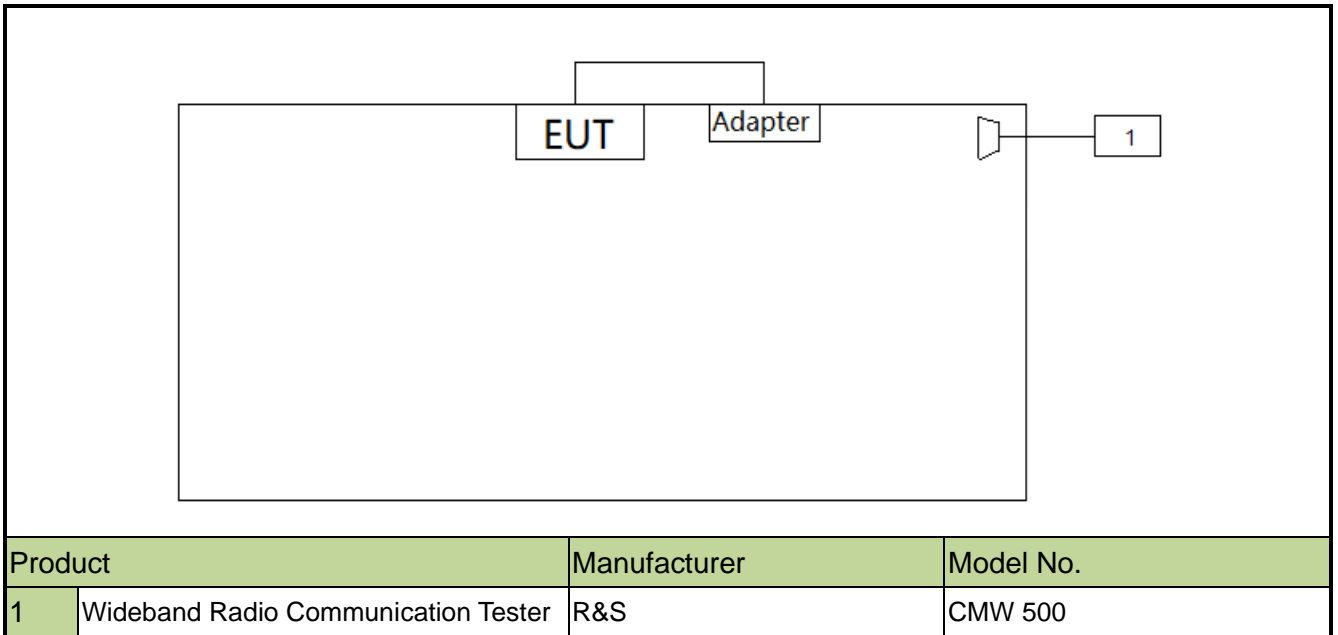 EUT
Adapter
1
Product Manufacturer Model No.
1 Wideband Radio Communication Tester R&S CMW 500